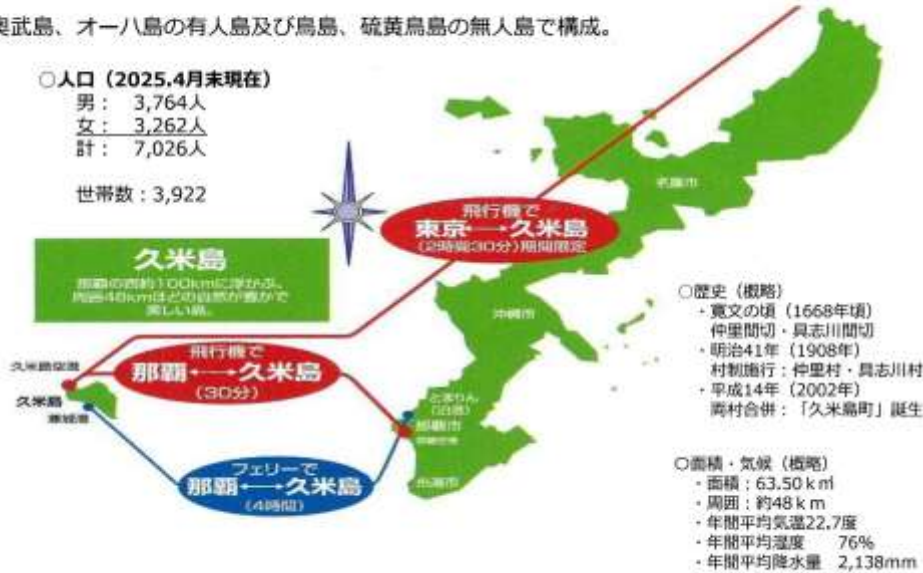 奥武島、オーハ島の有人島及び鳥島、硫黄鳥島の無人島で構成。
○人口（2025.4月末現在）
男： 3,764人
女： 3,262人
計： 7,026人
世帯数：3,922
名護市
飛行機で
東京⟷久米島
(2時間30分)期間限定
久米島
那覇の西約100kmに浮かぶ。
周囲48kmほどの自然が豊かで
美しい島。
沖縄市
○歴史（概略）
・寛文の頃（1668年頃）
仲里間切・具志川間切
・明治41年（1908年）
村制施行：仲里村・具志川村
・平成14年（2002年）
両村合併：「久米島町」誕生
久米島空港
飛行機で
那覇⟷久米島
(30分)
久米島
兼城港
とまりん
(泊港)
那覇市
那覇空港
フェリーで
那覇⟷久米島
(4時間)
糸満市
○面積・気候（概略）
・面積：63.50ｋ㎡
・周囲：約48ｋｍ
・年間平均気温22.7度
・年間平均湿度 76%
・年間平均降水量 2,138mm